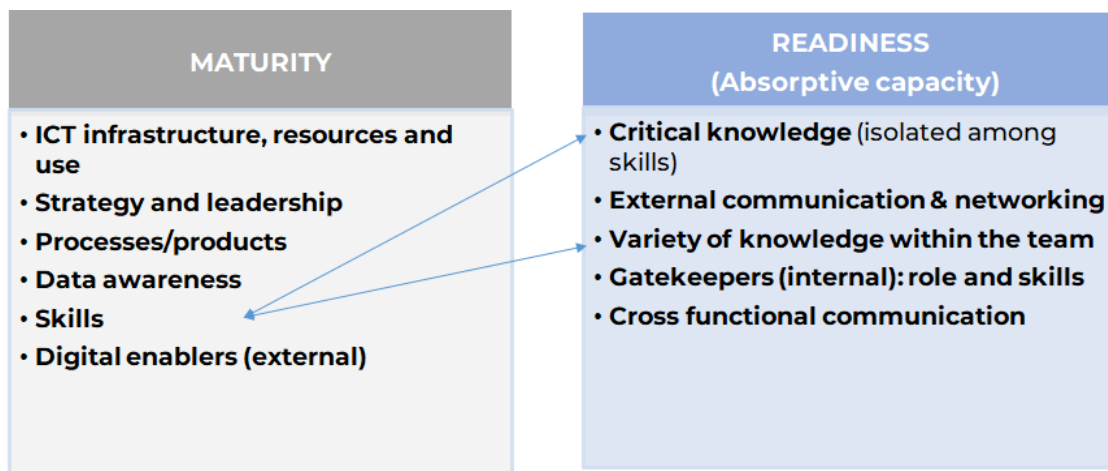 MATURITY
• ICT infrastructure, resources and
use
• Strategy and leadership
• Processes/products
• Data awareness
• Skills
• Digital enablers (external)
READINESS
(Absorptive capacity)
• Critical knowledge (isolated among
skills)
• External communication & networking
• Variety of knowledge within the team
• Gatekeepers (internal): role and skills
• Cross functional communication